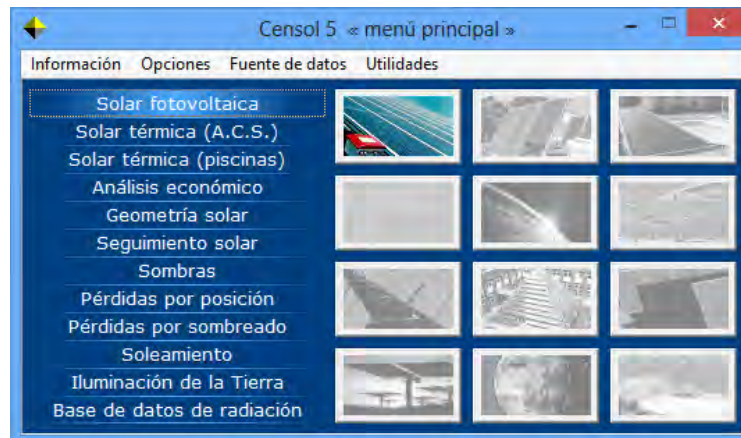 Censol 5 « menú principal »
Información Opciones Fuente de datos Utilidades
Solar fotovoltaica
Solar térmica (A.C.S.)
Solar térmica (piscinas)
Análisis económico
Geometría solar
Seguimiento solar
Sombras
Pérdidas por posición
Pérdidas por sombreado
Soleamiento
Iluminación de la Tierra
Base de datos de radiación